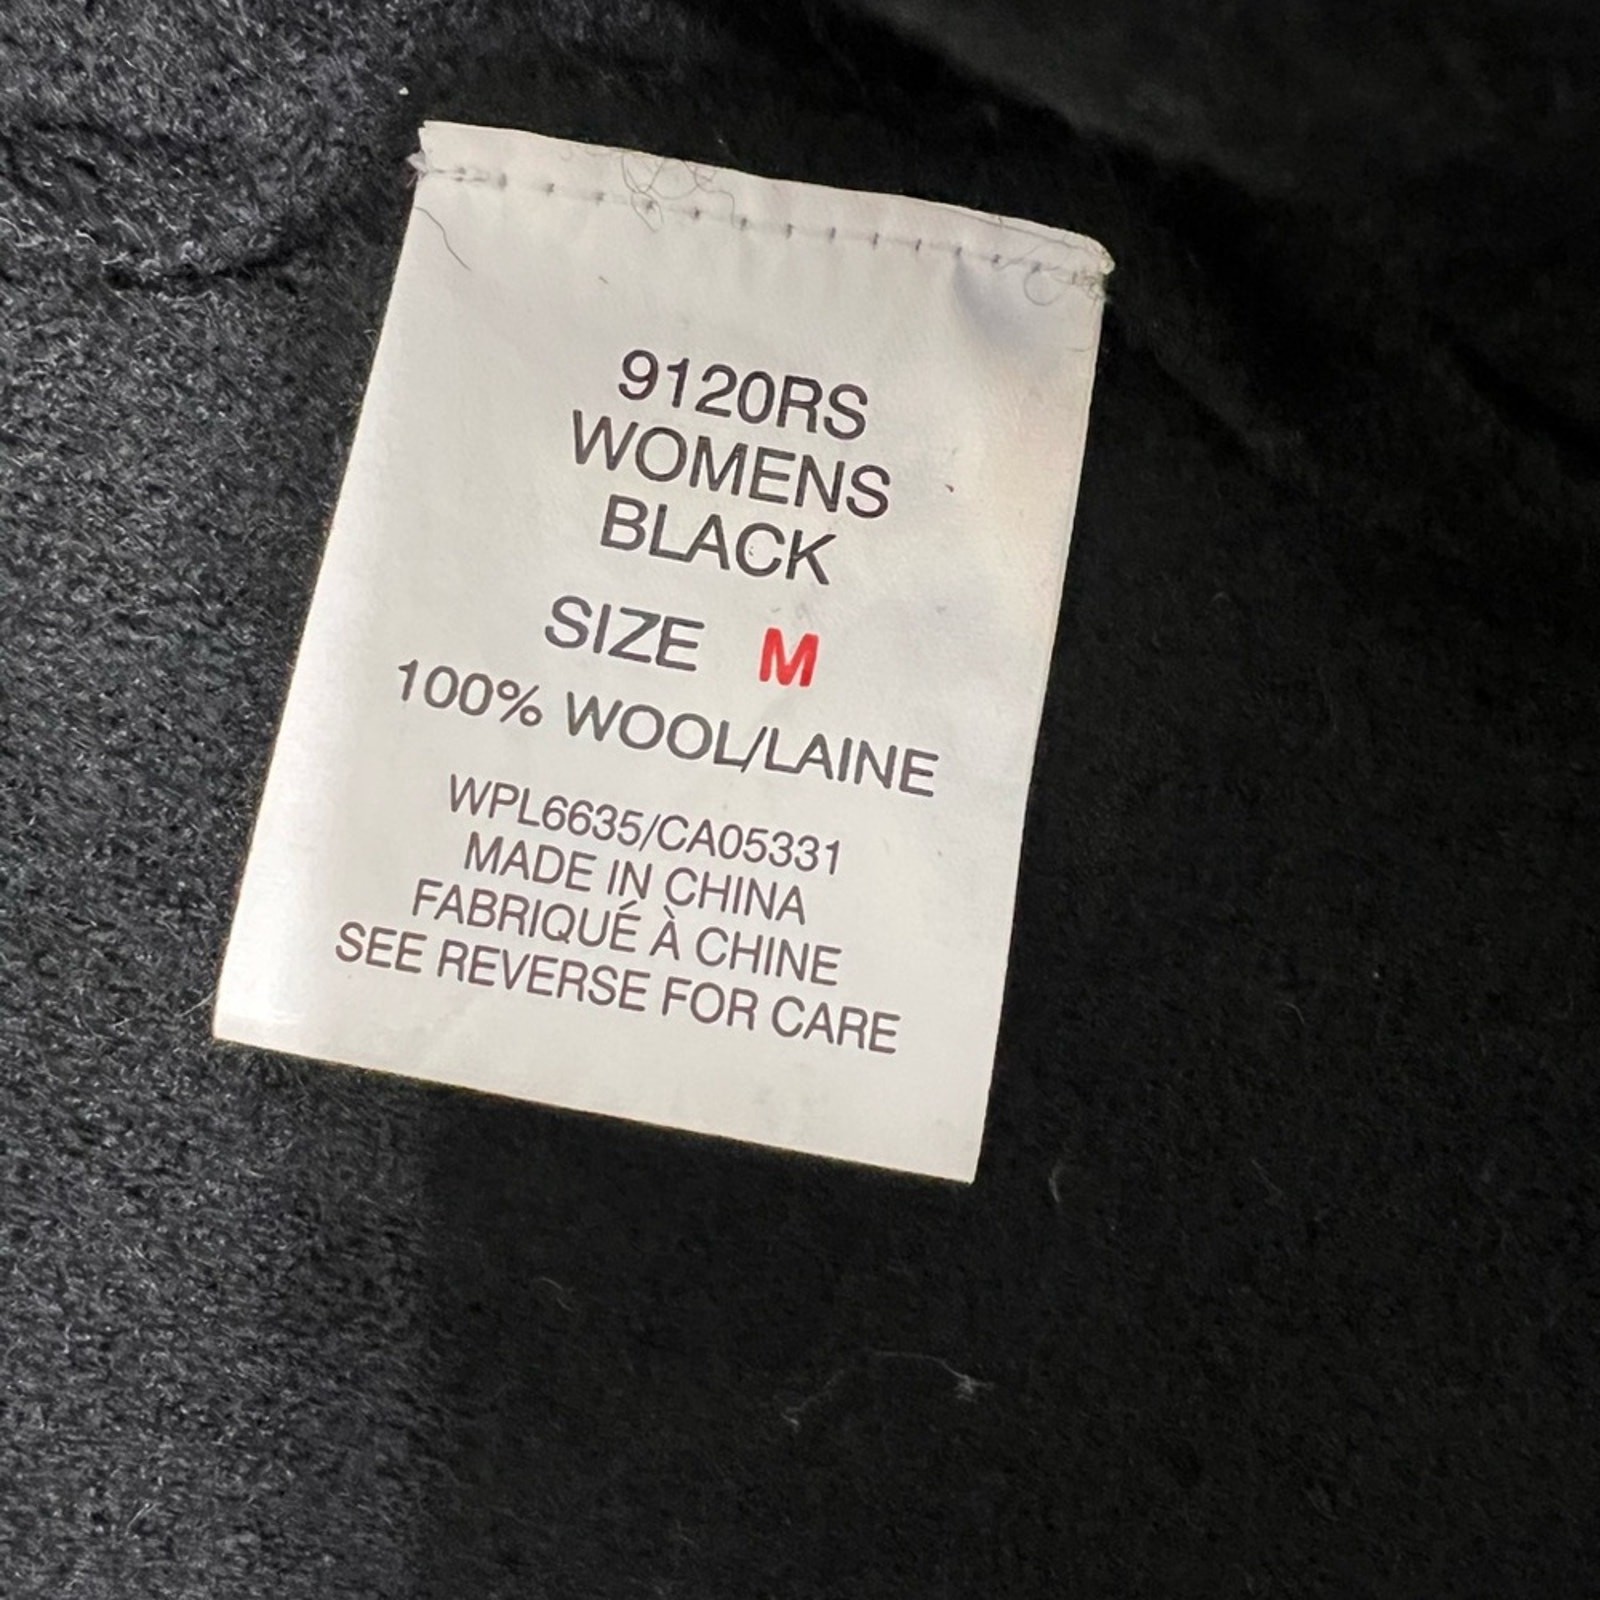 9120RS
WOMENS
BLACK
SIZE M
100% WOOL/LAINE
WPL6635/CA05331
MADE IN CHINA
FABRIQUÉ À CHINE
SEE REVERSE FOR CARE